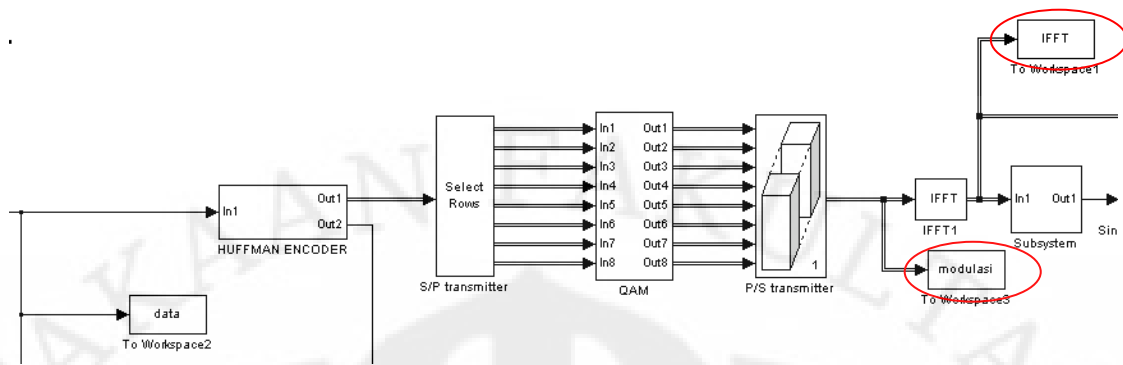 IFFT
To Workspace1
In1
Out1
Out2
HUFFMAN ENCODER
Select
Rows
S/P transmitter
In1 Out1
In2 Out2
In3 Out3
In4 Out4
In5 Out5
In6 Out6
In7 Out7
In8 Out8
QAM
1
P/S transmitter
IFFT
IFFT1
In1 Out1
Subsystem
Sin
modulasi
To Workspace3
data
To Workspace2